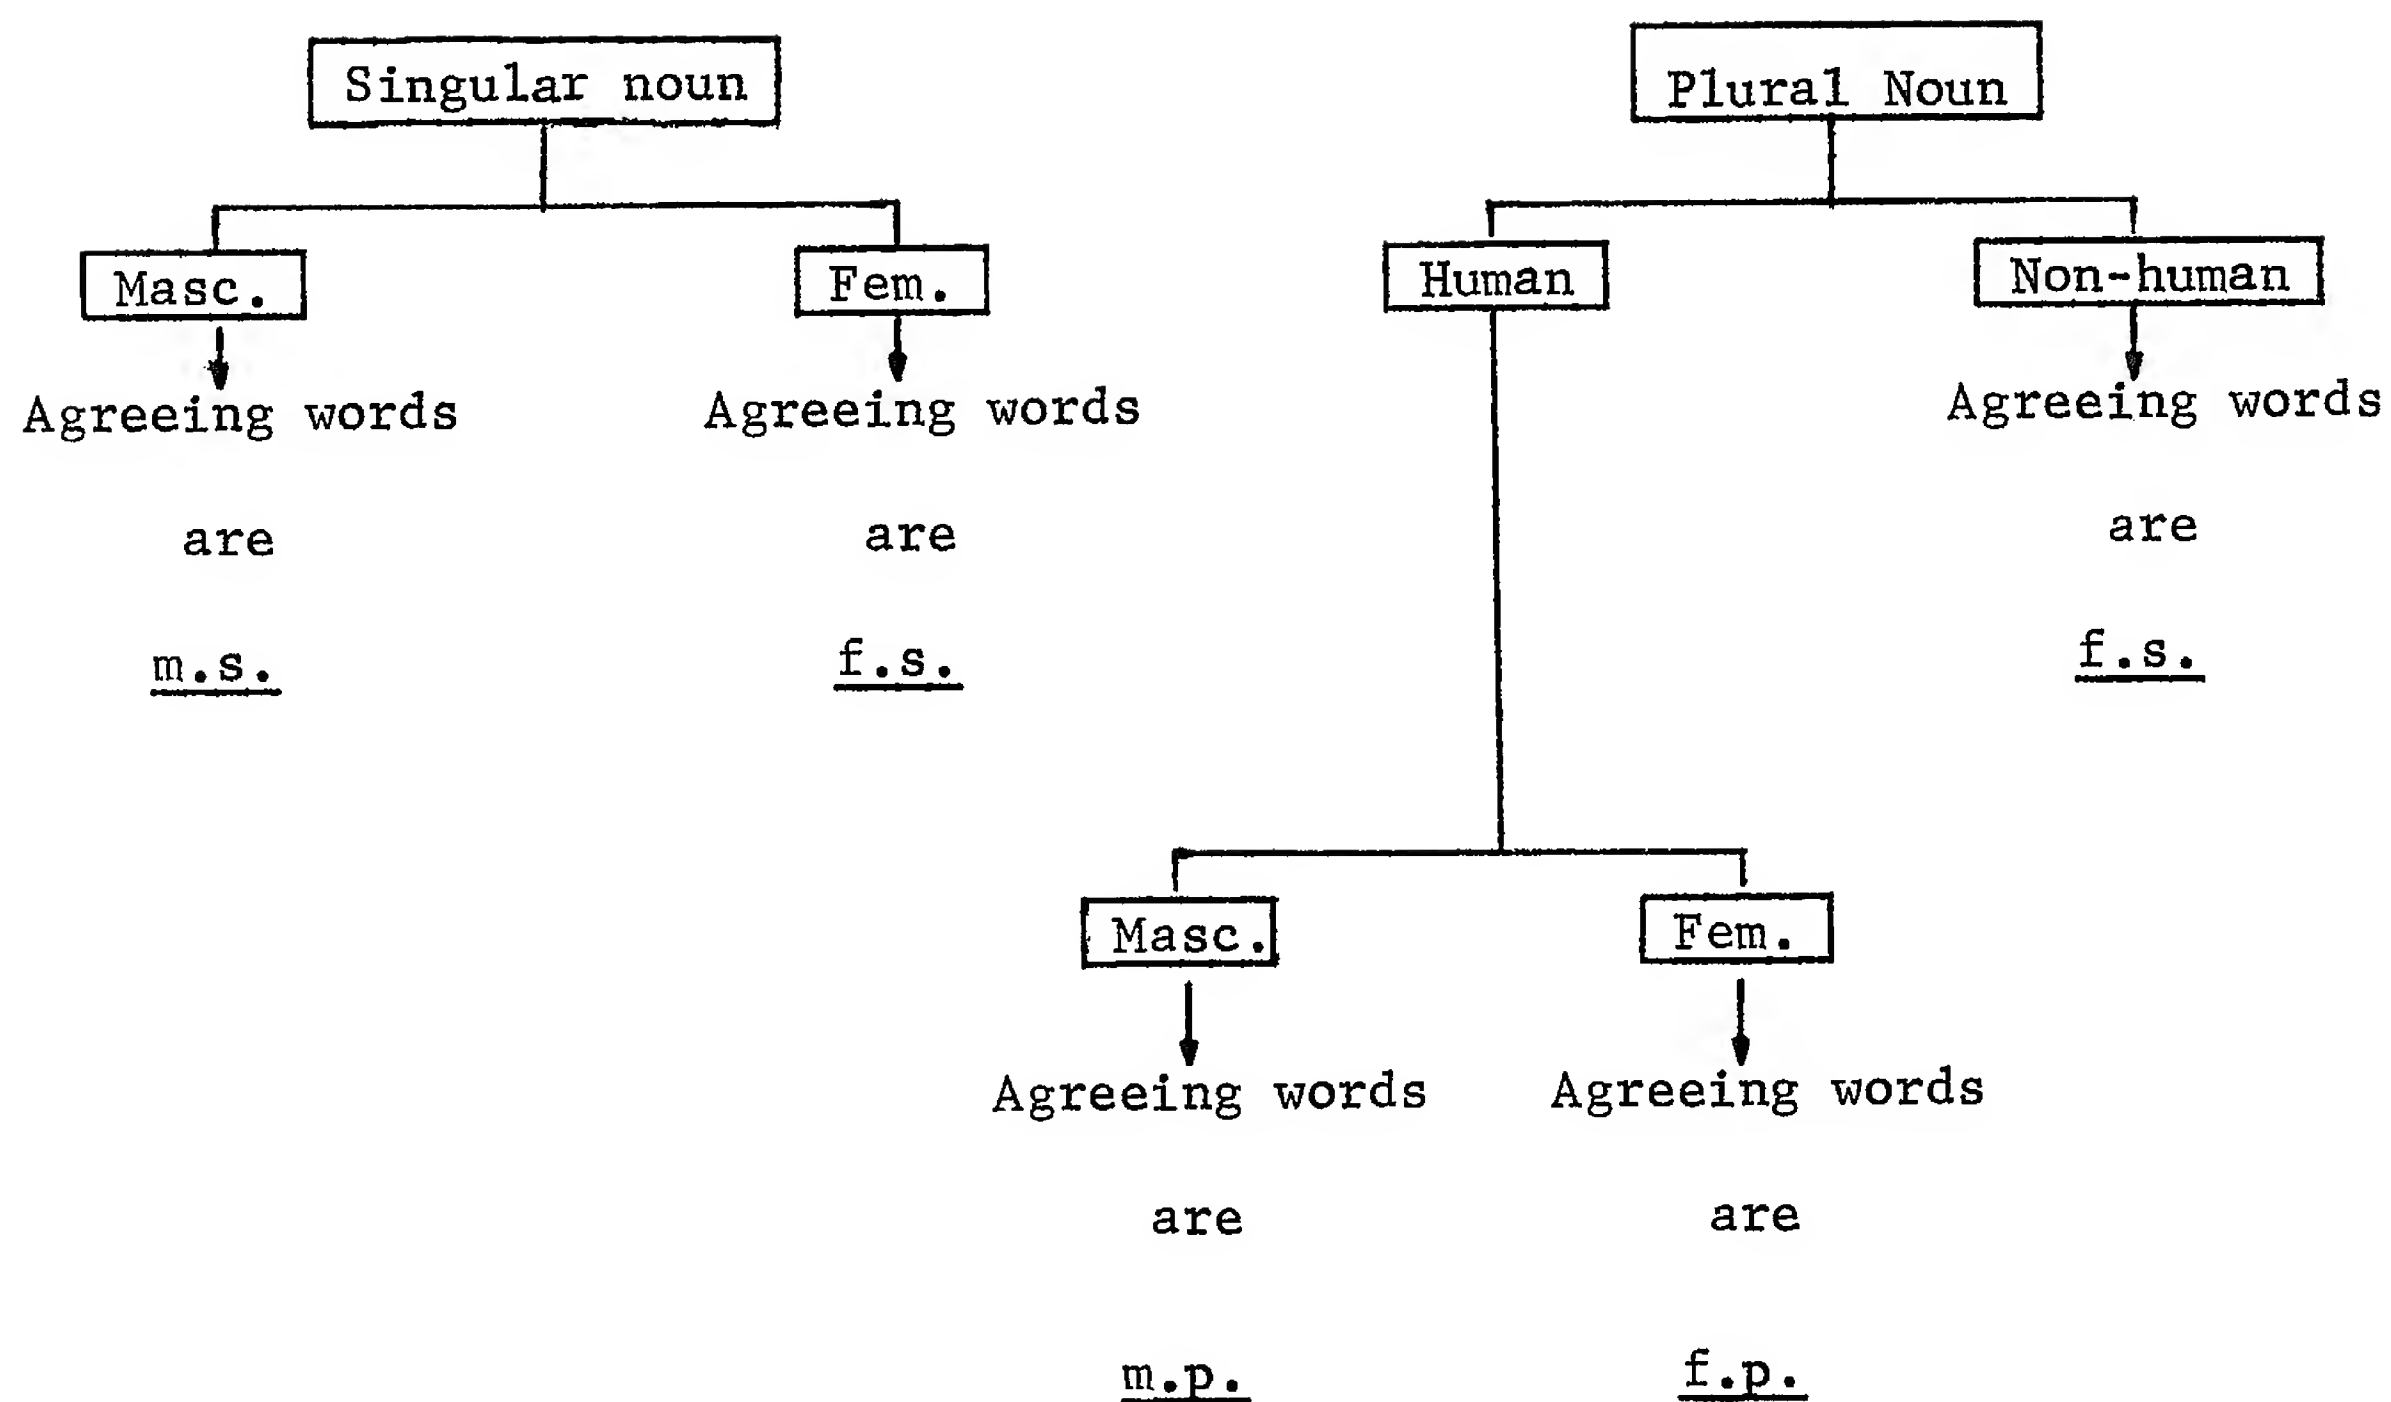 Singular noun
Plural Noun
Masc.
Fem.
Human
Non-human
Agreeing words
are
m.s.
Agreeing words
are
f.s.
Agreeing words
are
f.s.
Masc.
Fem.
Agreeing words
are
m.p.
Agreeing words
are
f.p.